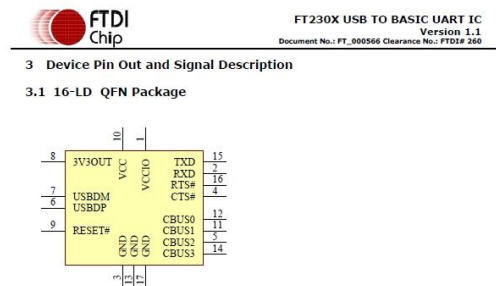 FTDI
Chip
FT230X USB TO BASIC UART IC
Version 1.1
Document No.: FT_000566 Clearance No.: FTDI# 260
3 Device Pin Out and Signal Description
3.1 16-LD QFN Package
10 1
8 3V3OUT VCC VCCIO TXD 15
RXD 2
RTS# 16
7 USBDM CTS# 4
6 USBDP
CBUS0 12
9 RESET# CBUS1 11
CBUS2 5
CBUS3 14
GND GND GND
3 13 17